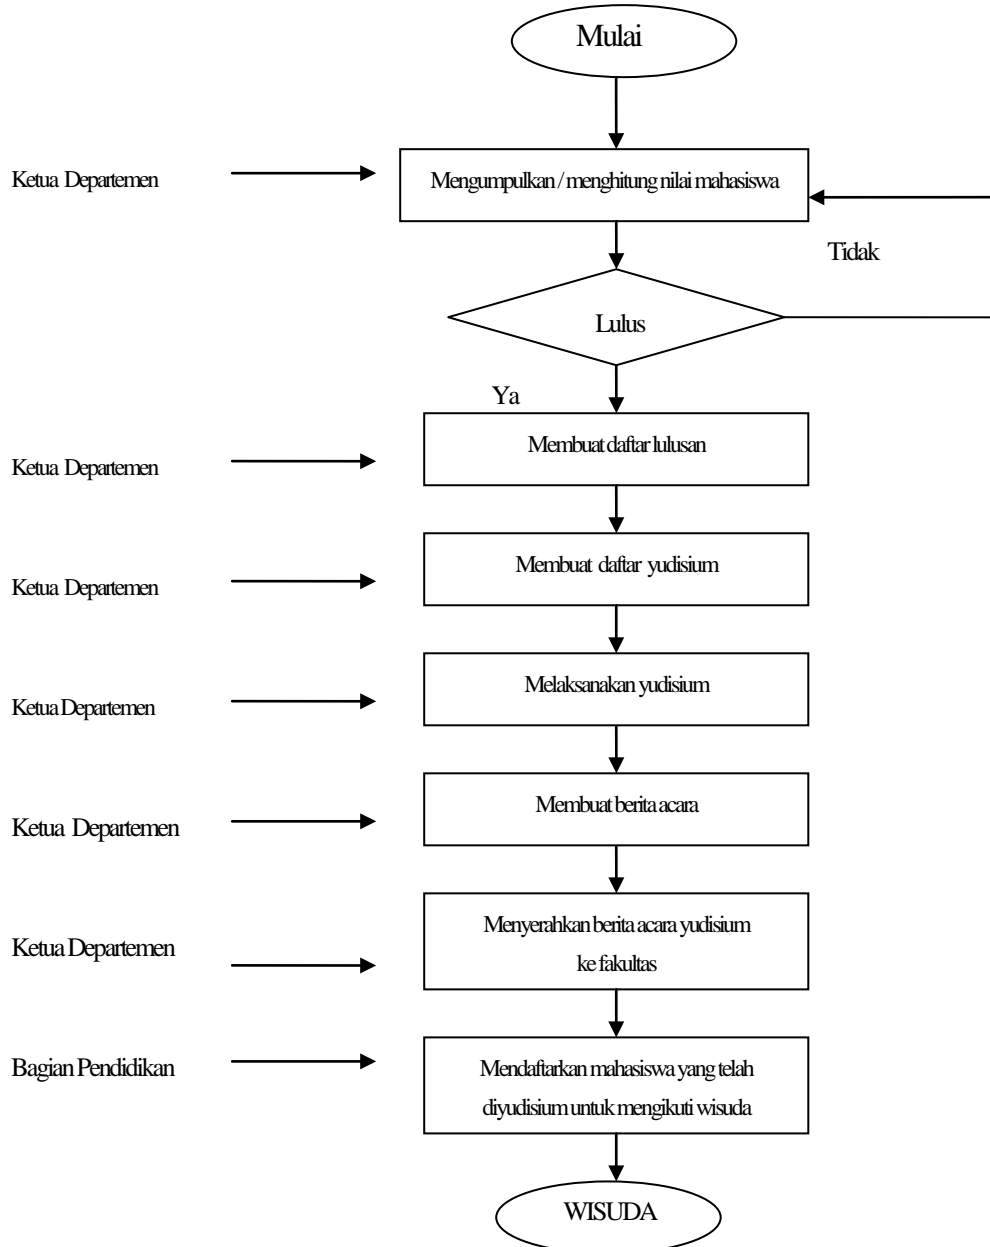 Mulai
Ketua Departemen
Mengumpulkan / menghitung nilai mahasiswa
Tidak
Lulus
Ya
Ketua Departemen
Membuat daftar lulusan
Ketua Departemen
Membuat daftar yudisium
Ketua Departemen
Melaksanakan yudisium
Ketua Departemen
Membuat berita acara
Ketua Departemen
Menyerahkan berita acara yudisium
ke fakultas
Bagian Pendidikan
Mendaftarkan mahasiswa yang telah
diyudisium untuk mengikuti wisuda
WISUDA